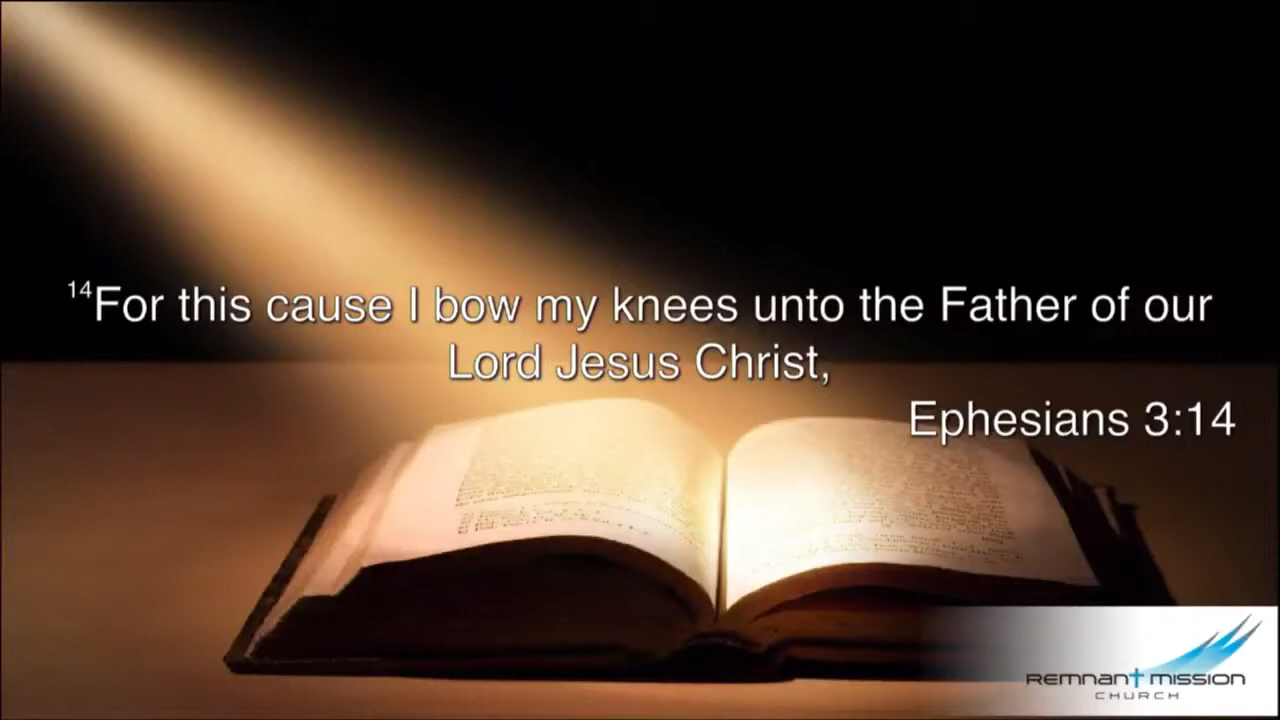 ¹⁴For this cause I bow my knees unto the Father of our
Lord Jesus Christ,
Ephesians 3:14
REMNANT MISSION
CHURCH